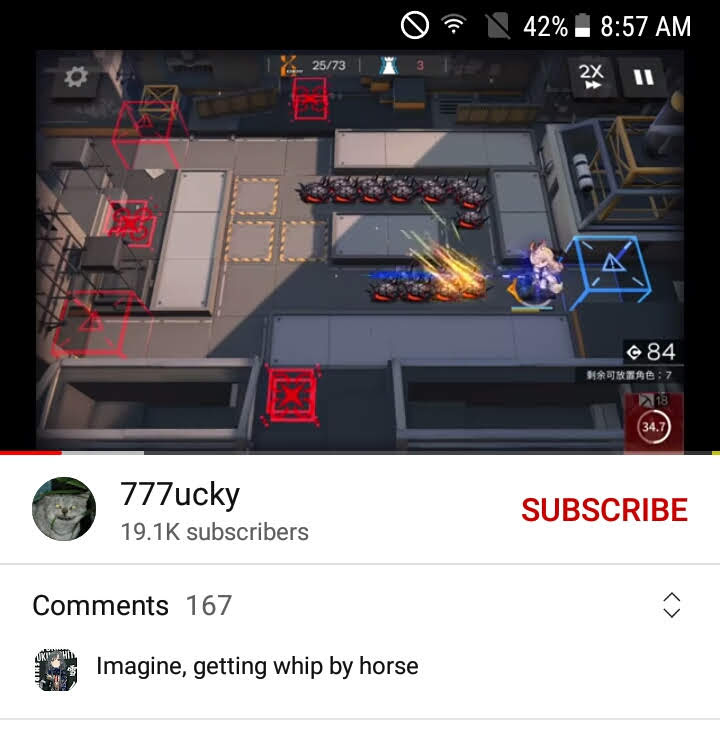 42% 8:57 AM
25/73 3
2X
84
剩余可放置角色：7
18
34.7
777ucky
19.1K subscribers
SUBSCRIBE
Comments 167
Imagine, getting whip by horse